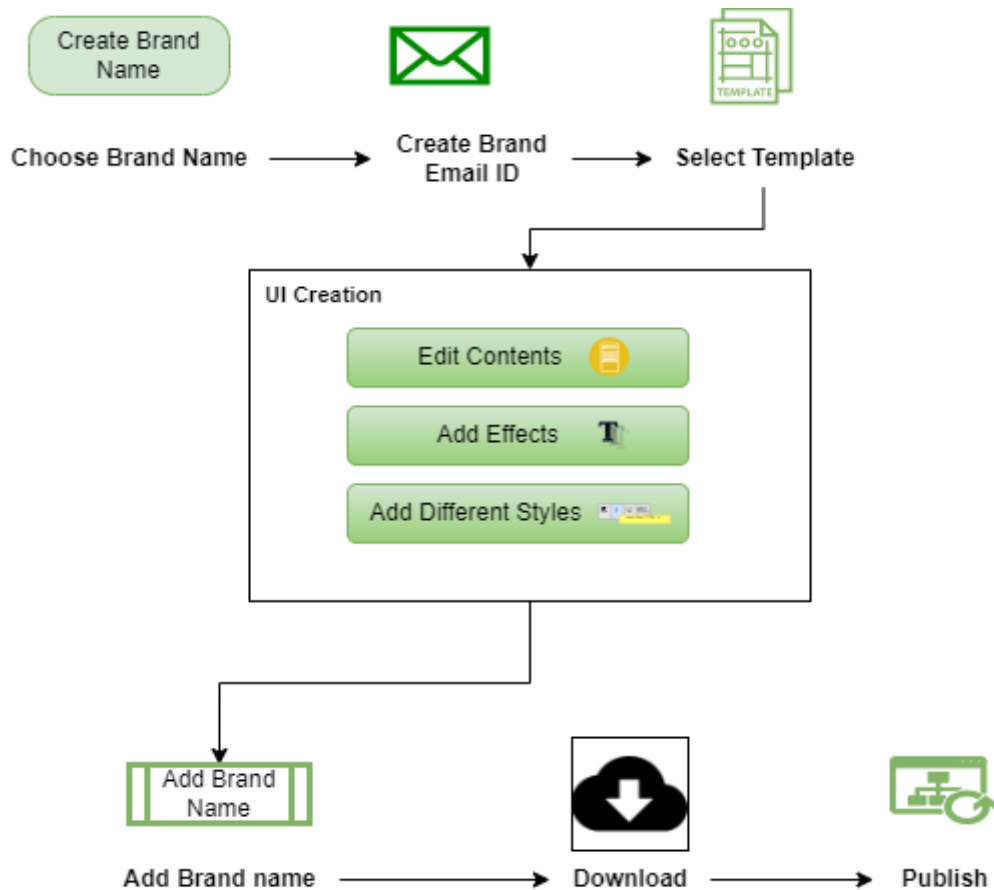 Create Brand
Name
TEMPLATE
Choose Brand Name
Create Brand
Email ID
Select Template
UI Creation
Edit Contents
Add Effects
T
Add Different Styles
Add Brand
Name
Add Brand name
Download
Publish